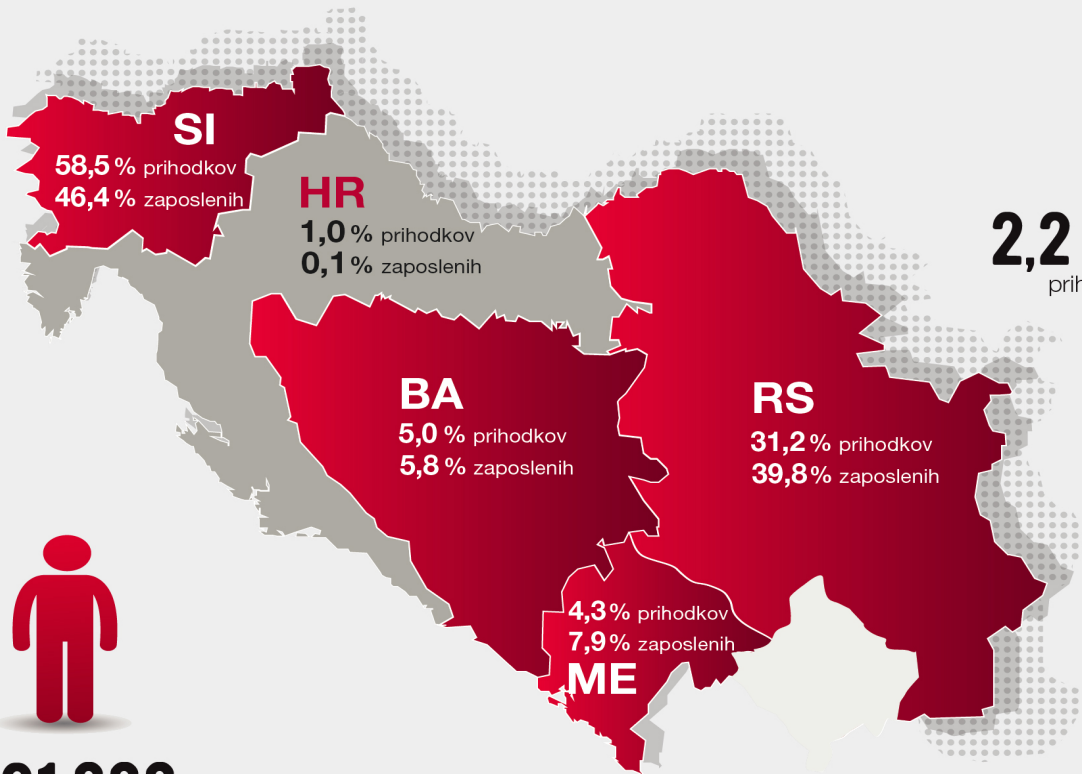 SI
58,5 % prihodkov
46,4 % zaposlenih
HR
1,0 % prihodkov
0,1 % zaposlenih
2,2
BA
5,0 % prihodkov
5,8 % zaposlenih
RS
31,2 % prihodkov
39,8 % zaposlenih
4,3 % prihodkov
7,9 % zaposlenih
ME